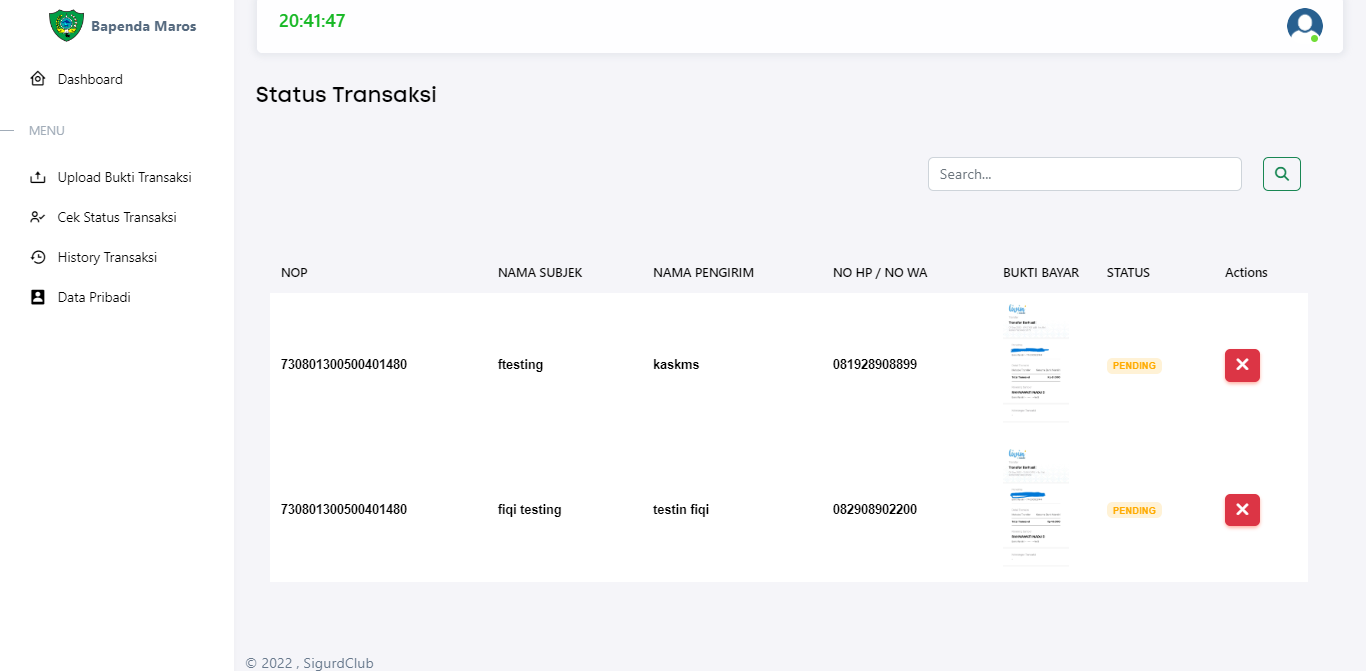 Bapenda Maros
20:41:47
Dashboard
MENU
Upload Bukti Transaksi
Cek Status Transaksi
History Transaksi
Data Pribadi
Status Transaksi
Search...
NOP NAMA SUBJEK NAMA PENGIRIM NO HP / NO WA BUKTI BAYAR STATUS Actions
730801300500401480 ftesting kaskms 081928908899 PENDING
730801300500401480 fiqi testing testin fiqi 082908902200 PENDING
© 2022 , SigurdClub